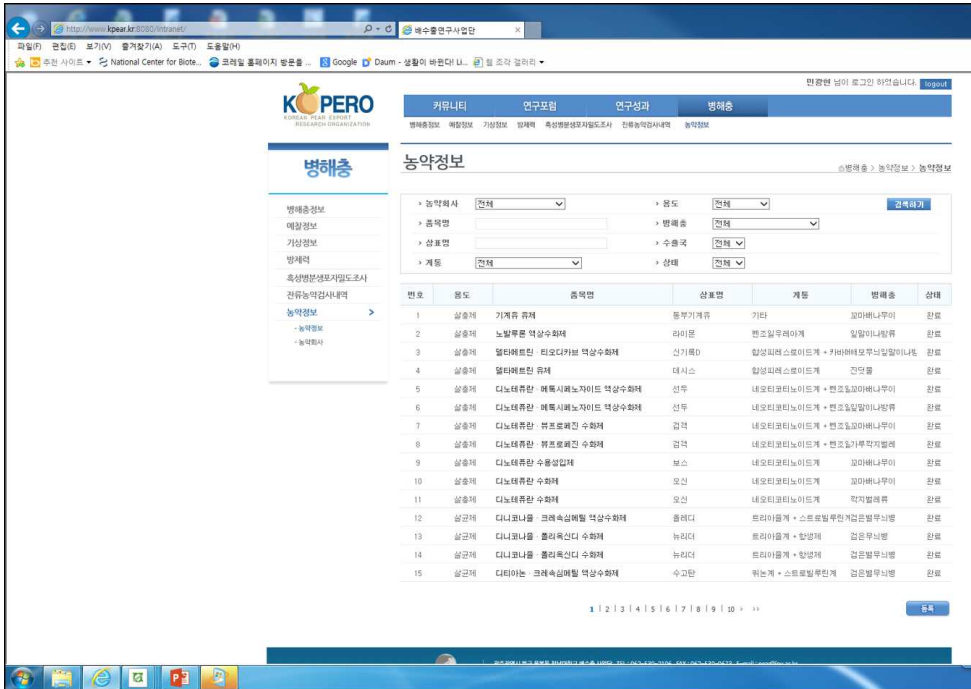 http://www.kpear.kr:8080/intranet/
배수출연구사업단
파일(F) 편집(E) 보기(V) 즐겨찾기(A) 도구(T) 도움말(H)
추천 사이트 National Center for Biote... 코레일 홈페이지 방문을 ... Google Daum - 생활이 바뀐다! Li... 웹 조각 갤러리
민광현 님이 로그인 하였습니다. logout
KOPERO
KOREAN PEAR EXPORT
RESEARCH ORGANIZATION
커뮤니티 연구포럼 연구성과 병해충
병해충정보 예찰정보 기상정보 방제력 흑성병분생포자밀도조사 잔류농약검사내역 농약정보
병해충
농약정보
병해충 > 농약정보 > 농약정보
병해충정보
예찰정보
기상정보
방제력
흑성병분생포자밀도조사
잔류농약검사내역
농약정보 >
- 농약정보
- 농약회사
농약회사 전체 용도 전체 검색하기
품목명 병해충 전체
상표명 수출국 전체
계통 전체 상태 전체
번호 용도 품목명 상표명 계통 병해충 상태
1 살충제 기계유 유제 동부기계유 기타 꼬마배나무이 완료
2 살충제 노발루론 액상수화제 라이몬 벤조일우레아계 잎말이나방류 완료
3 살충제 델타메트린 · 티오디카브 액상수화제 신기록D 합성피레스로이드계 + 카바메 완료
4 살충제 델타메트린 유제 데시스 합성피레스로이드계 진딧물 완료
5 살충제 디노테퓨란 · 메톡시페노자이드 액상수화제 선두 네오티코티노이드계 + 벤조일 꼬마배나무이 완료
6 살충제 디노테퓨란 · 메톡시페노자이드 액상수화제 선두 네오티코티노이드계 + 벤조일 잎말이나방류 완료
7 살충제 디노테퓨란 · 뷰프로페진 수화제 검객 네오티코티노이드계 + 벤조일 꼬마배나무이 완료
8 살충제 디노테퓨란 · 뷰프로페진 수화제 검객 네오티코티노이드계 + 벤조일 가루깍지벌레 완료
9 살충제 디노테퓨란 수용성입제 보스 네오티코티노이드계 꼬마배나무이 완료
10 살충제 디노테퓨란 수화제 오신 네오티코티노이드계 꼬마배나무이 완료
11 살충제 디노테퓨란 수화제 오신 네오티코티노이드계 깍지벌레류 완료
12 살균제 디니코나졸 · 크레속심메틸 액상수화제 트리아졸계 + 스트로빌루린계 검은별무늬병 완료
13 살균제 디니코나졸 · 폴리옥신디 수화제 뉴리더 트리아졸계 + 항생제 검은무늬병 완료
14 살균제 디니코나졸 · 폴리옥신디 수화제 뉴리더 트리아졸계 + 항생제 검은별무늬병 완료
15 살균제 디티아논 · 크레속심메틸 액상수화제 수고탄 퀴논계 + 스트로빌루린계 검은별무늬병 완료
1 | 2 | 3 | 4 | 5 | 6 | 7 | 8 | 9 | 10 > >>
등록